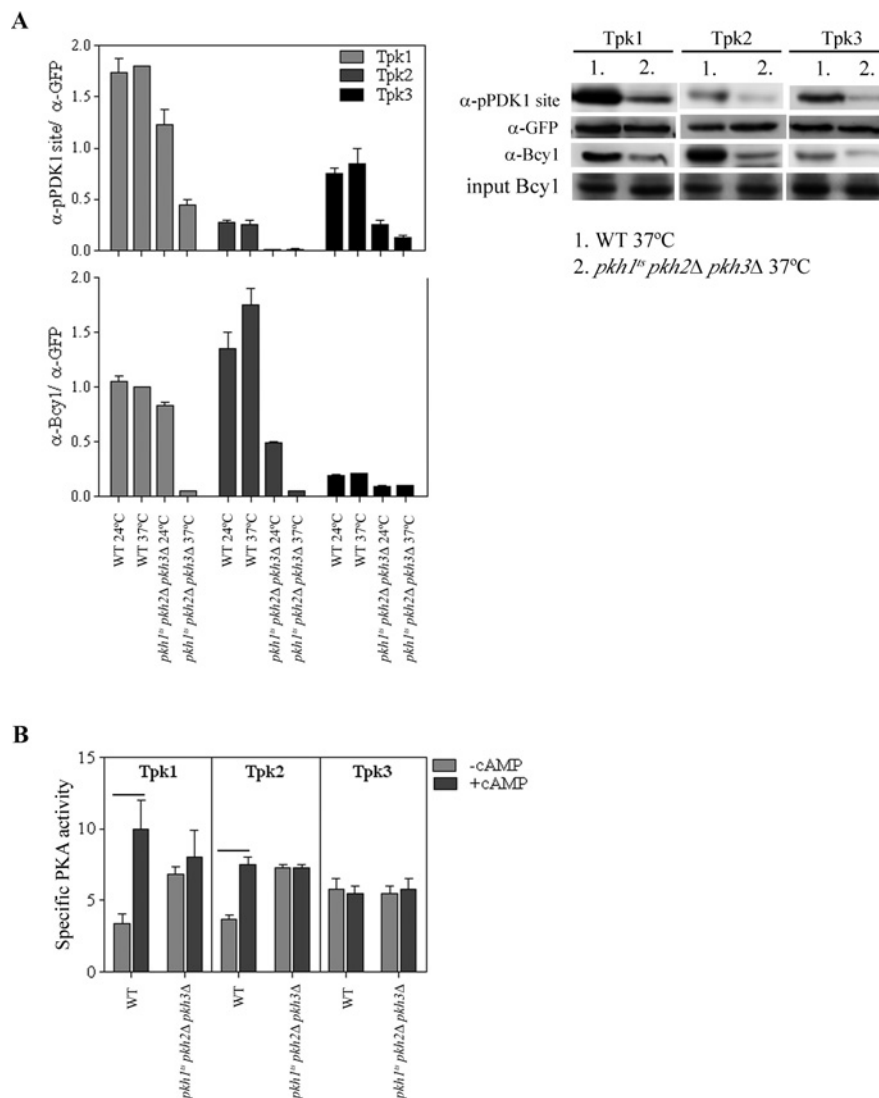 A
α-pPDK1 site/ α-GFP
2.0
1.5
1.0
0.5
0.0
Tpk1
Tpk2
Tpk3
α-Bcy1/ α-GFP
2.0
1.5
1.0
0.5
0.0
WT 24ºC
WT 37ºC
pkh1ᵗˢ pkh2Δ pkh3Δ 24ºC
pkh1ᵗˢ pkh2Δ pkh3Δ 37ºC
WT 24ºC
WT 37ºC
pkh1ᵗˢ pkh2Δ pkh3Δ 24ºC
pkh1ᵗˢ pkh2Δ pkh3Δ 37ºC
WT 24ºC
WT 37ºC
pkh1ᵗˢ pkh2Δ pkh3Δ 24ºC
pkh1ᵗˢ pkh2Δ pkh3Δ 37ºC
Tpk1 Tpk2 Tpk3
1. 2. 1. 2. 1. 2.
α-pPDK1 site
α-GFP
α-Bcy1
input Bcy1
1. WT 37ºC
2. pkh1ᵗˢ pkh2Δ pkh3Δ 37ºC
B
Specific PKA activity
15
10
5
0
Tpk1 Tpk2 Tpk3
-cAMP
+cAMP
WT
pkh1ᵗˢ pkh2Δ pkh3Δ
WT
pkh1ᵗˢ pkh2Δ pkh3Δ
WT
pkh1ᵗˢ pkh2Δ pkh3Δ